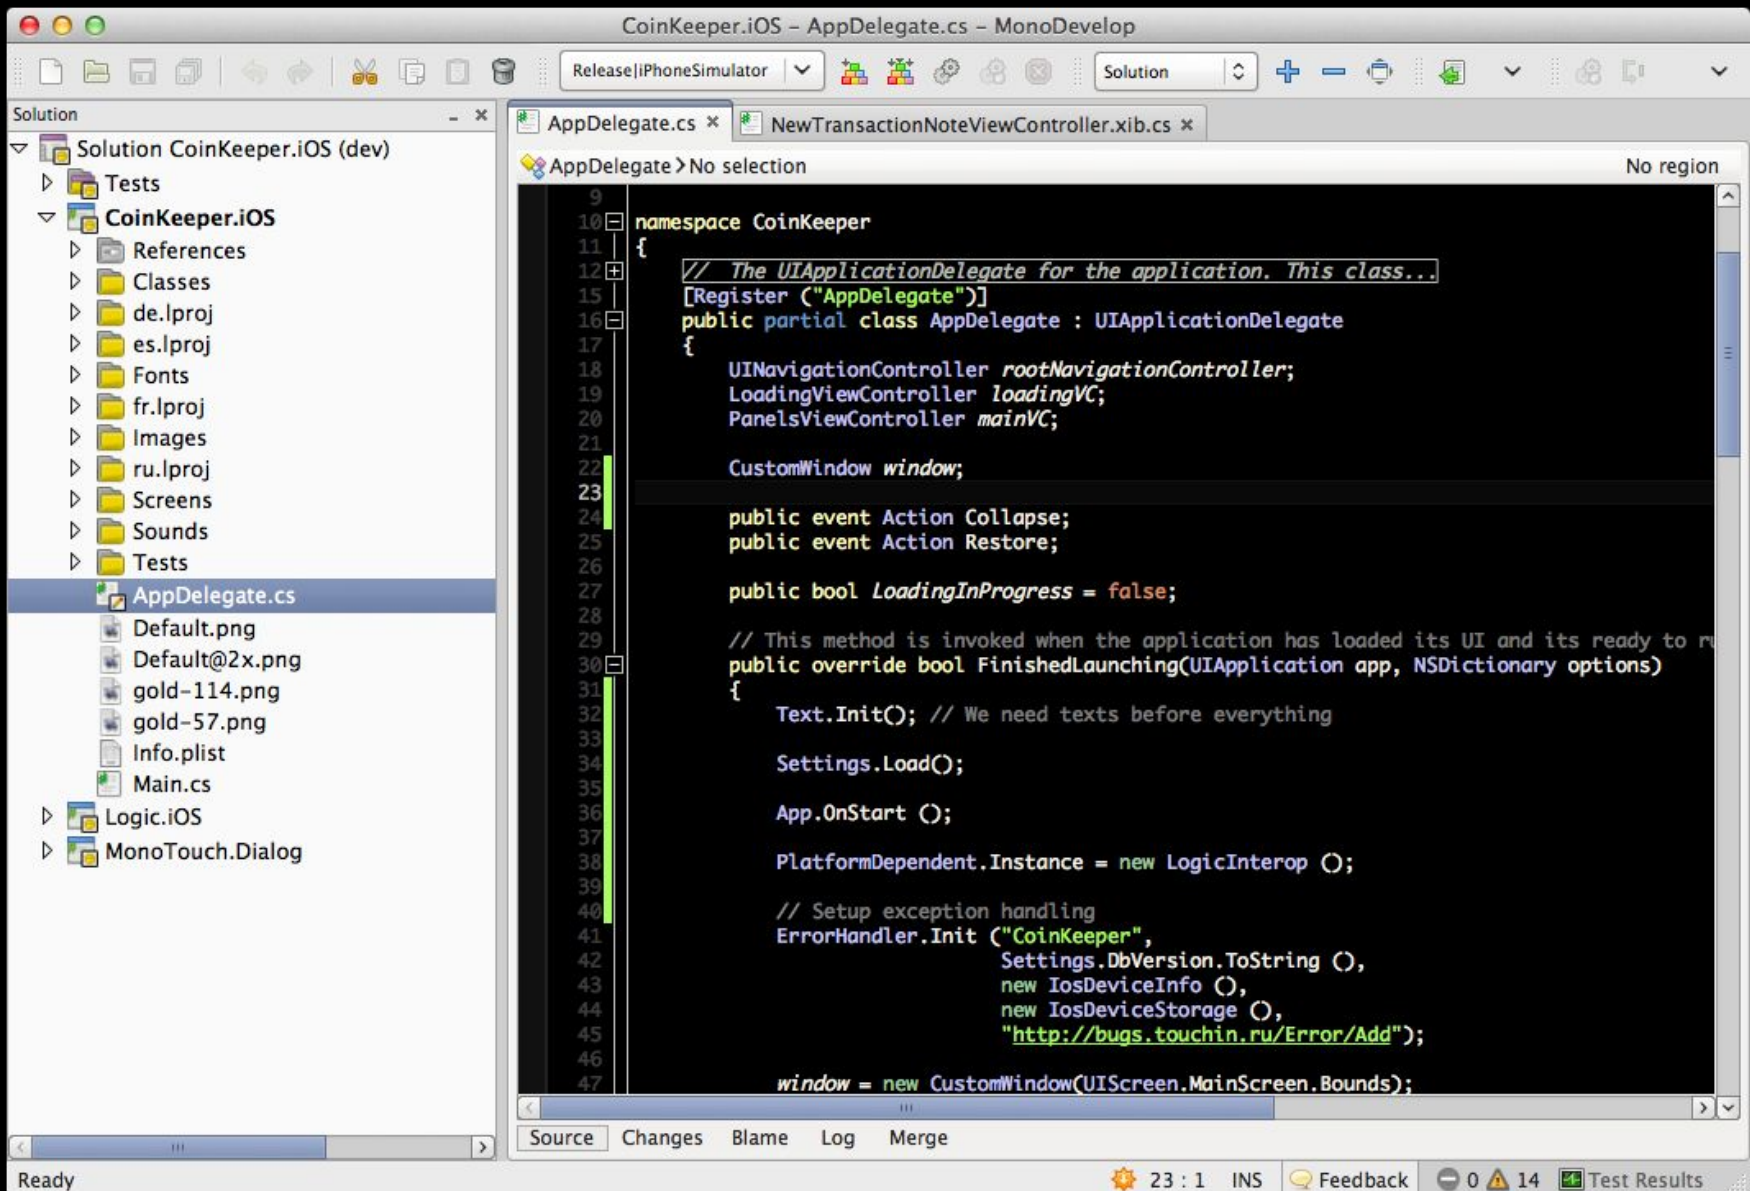 CoinKeeper.iOS – AppDelegate.cs – MonoDevelop
Release|iPhoneSimulator
Solution
Solution
AppDelegate.cs
NewTransactionNoteViewController.xib.cs
AppDelegate
No selection
No region
Solution CoinKeeper.iOS (dev)
Tests
CoinKeeper.iOS
References
Classes
de.lproj
es.lproj
Fonts
fr.lproj
Images
ru.lproj
Screens
Sounds
Tests
AppDelegate.cs
Default.png
Default@2x.png
gold-114.png
gold-57.png
Info.plist
Main.cs
Logic.iOS
MonoTouch.Dialog
9
10 namespace CoinKeeper
11 {
12 // The UIApplicationDelegate for the application. This class...
15 [Register ("AppDelegate")]
16 public partial class AppDelegate : UIApplicationDelegate
17 {
18 UINavigationController rootNavigationController;
19 LoadingViewController loadingVC;
20 PanelsViewController mainVC;
21
22 CustomWindow window;
23
24 public event Action Collapse;
25 public event Action Restore;
26
27 public bool LoadingInProgress = false;
28
29 // This method is invoked when the application has loaded its UI and its ready to ru
30 public override bool FinishedLaunching(UIApplication app, NSDictionary options)
31 {
32 Text.Init(); // We need texts before everything
33
34 Settings.Load();
35
36 App.OnStart ();
37
38 PlatformDependent.Instance = new LogicInterop ();
39
40 // Setup exception handling
41 ErrorHandler.Init ("CoinKeeper",
42 Settings.DbVersion.ToString (),
43 new IosDeviceInfo (),
44 new IosDeviceStorage (),
45 "http://bugs.touchin.ru/Error/Add");
46
47 window = new CustomWindow(UIScreen.MainScreen.Bounds);
Source Changes Blame Log Merge
Ready
23 : 1 INS Feedback 0 14 Test Results